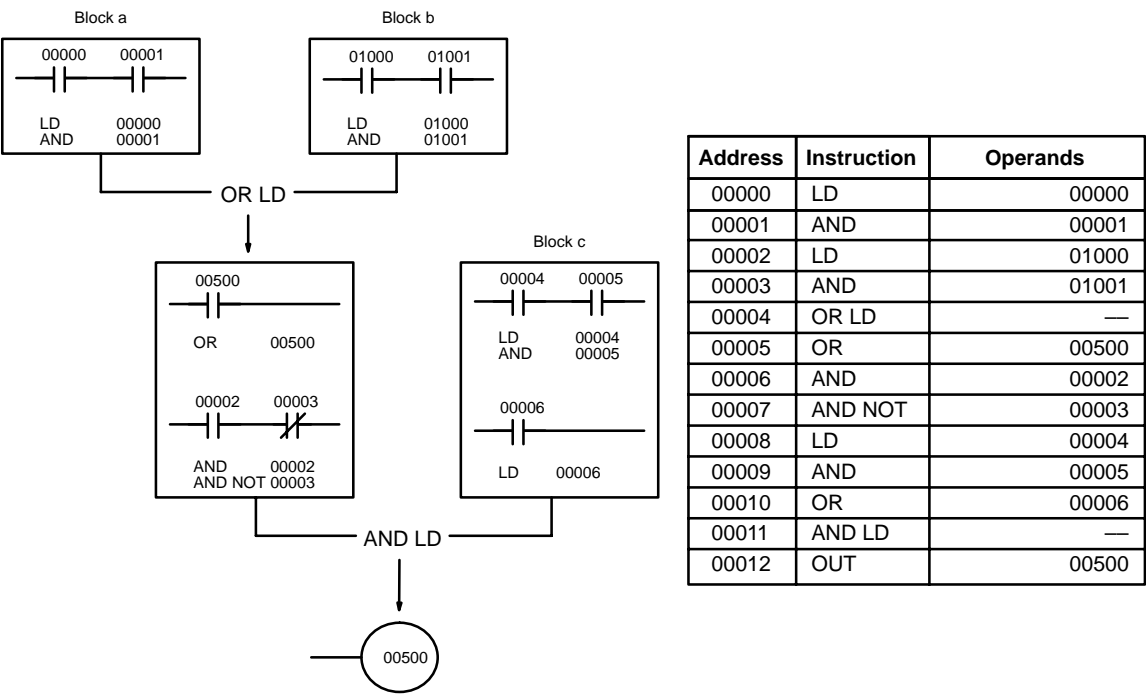 Block a
00000 00001
LD 00000
AND 00001
Block b
01000 01001
LD 01000
AND 01001
OR LD
00500
OR 00500
00002 00003
AND 00002
AND NOT 00003
Block c
00004 00005
LD 00004
AND 00005
00006
LD 00006
AND LD
00500
Address Instruction Operands
00000 LD 00000
00001 AND 00001
00002 LD 01000
00003 AND 01001
00004 OR LD —
00005 OR 00500
00006 AND 00002
00007 AND NOT 00003
00008 LD 00004
00009 AND 00005
00010 OR 00006
00011 AND LD —
00012 OUT 00500